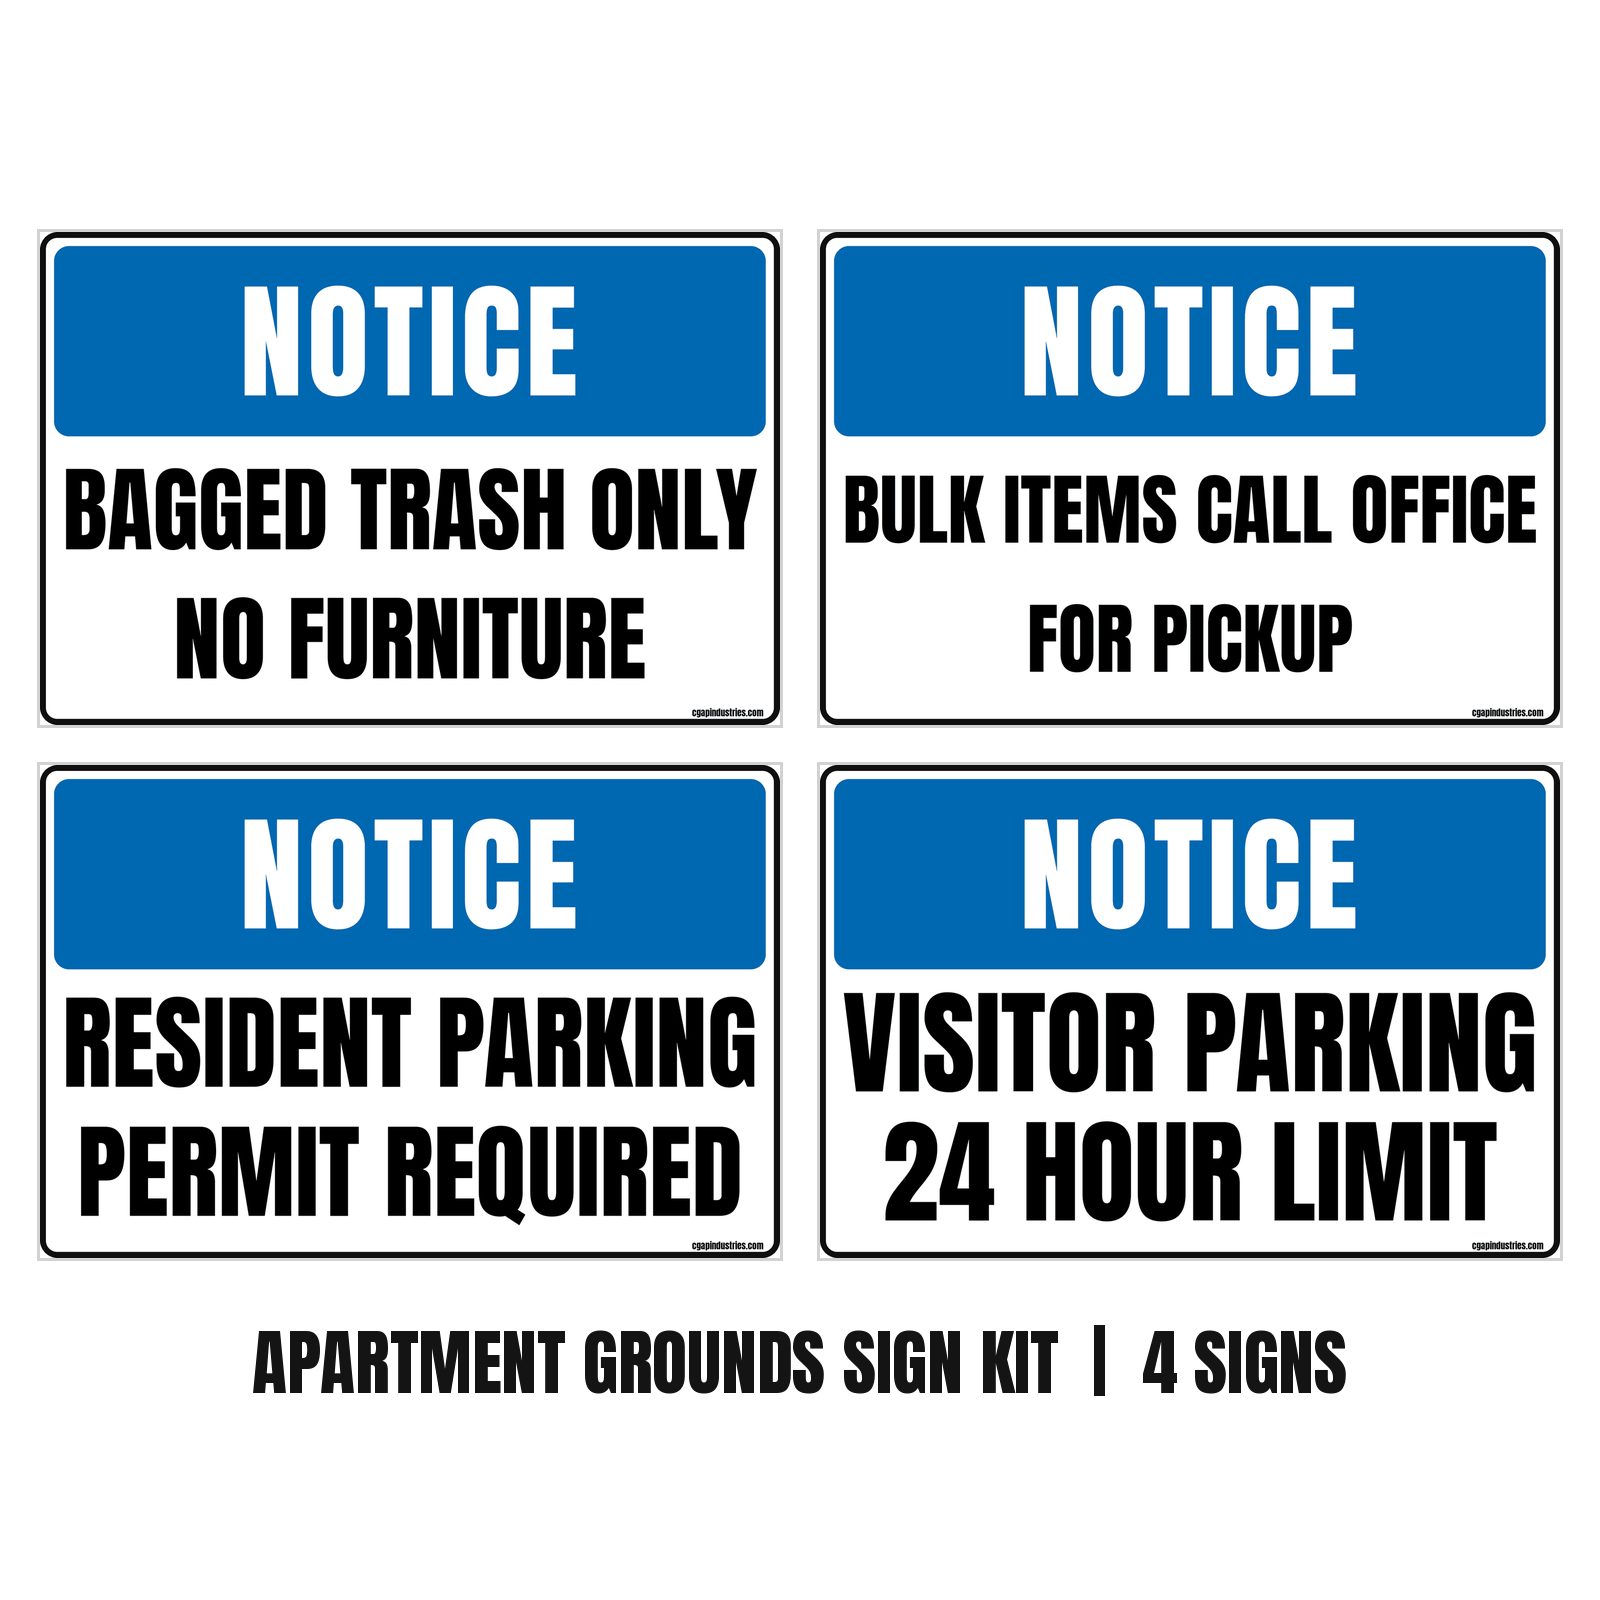 NOTICE
BAGGED TRASH ONLY
NO FURNITURE
cgapindustries.com
NOTICE
BULK ITEMS CALL OFFICE
FOR PICKUP
cgapindustries.com
NOTICE
RESIDENT PARKING
PERMIT REQUIRED
cgapindustries.com
NOTICE
VISITOR PARKING
24 HOUR LIMIT
cgapindustries.com
APARTMENT GROUNDS SIGN KIT | 4 SIGNS